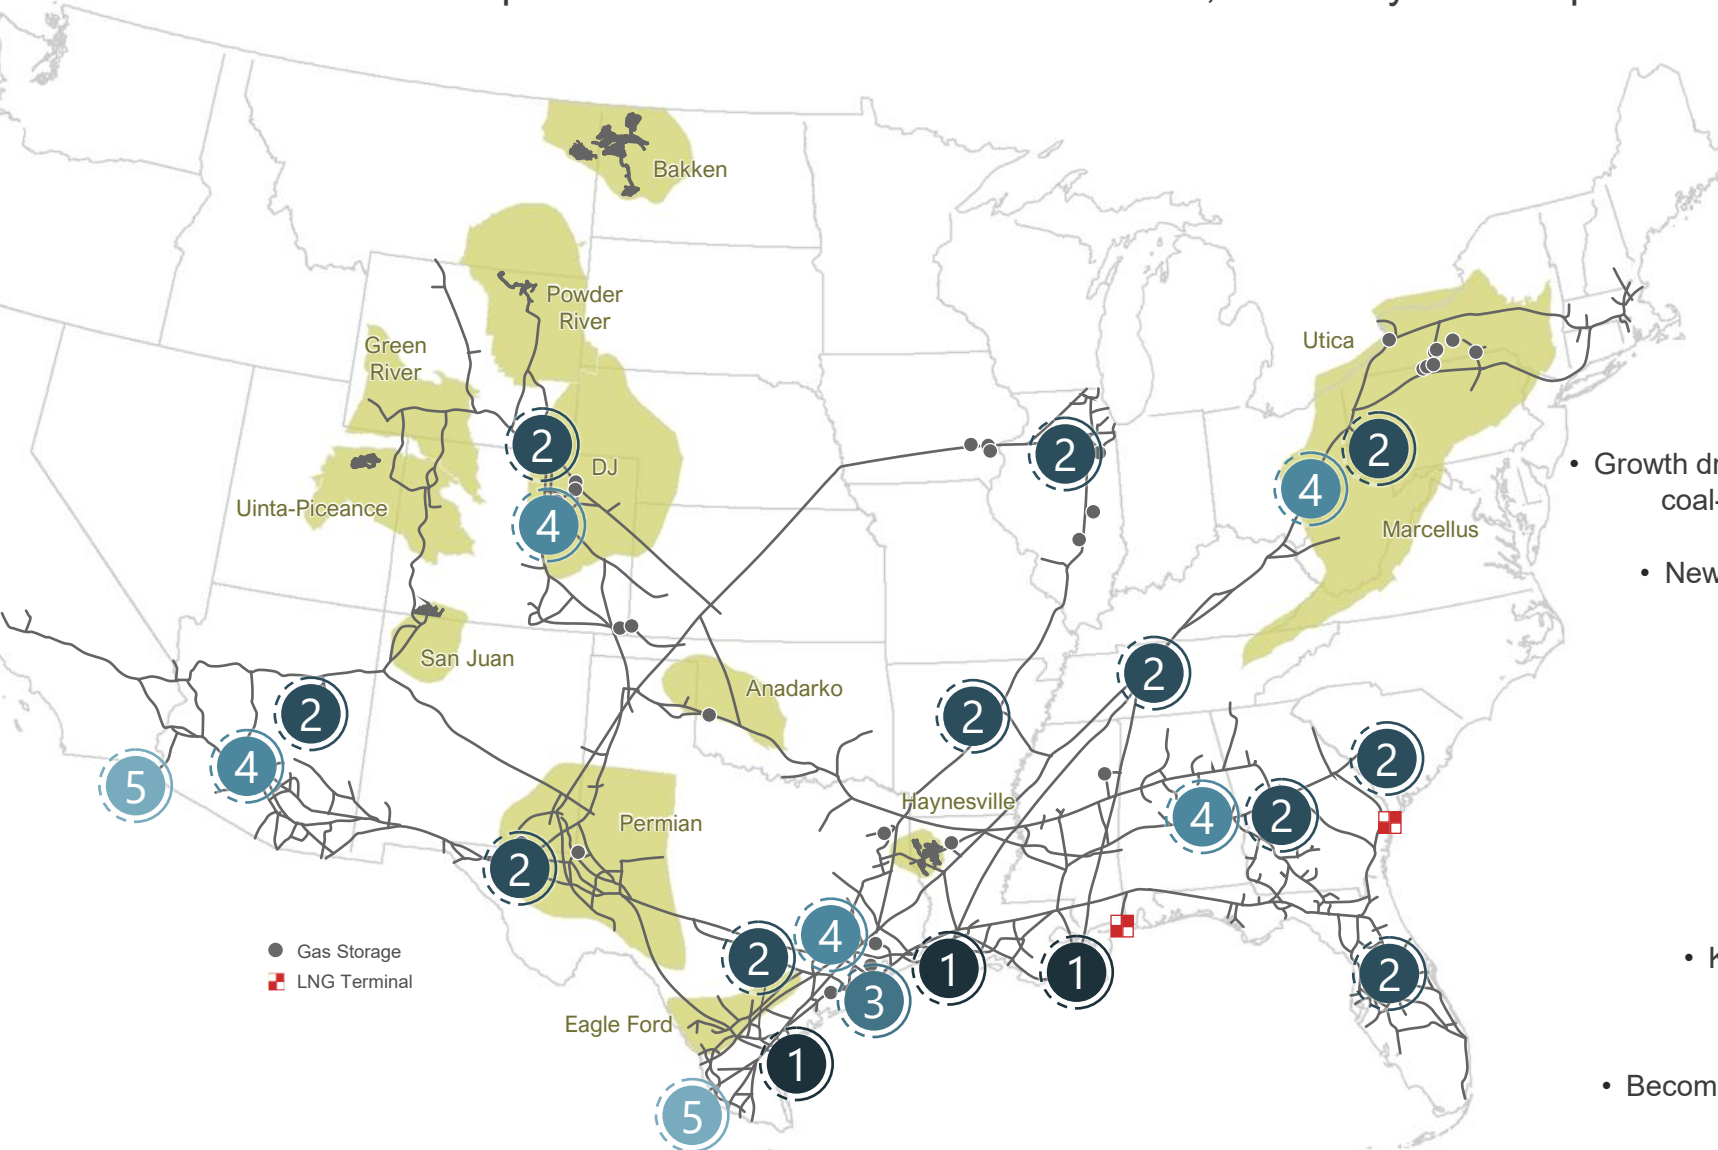 Bakken
Powder
River
Green
River
Utica
2
DJ
2
2
4
Growth
4
Uinta-Piceance
coal-
Marcellus
• New
San Juan
2
Anadarko
2
2
4
2
5
Haynesville
4
2
Permian
2
4
Gas Storage
2
1
1
2
• K
LNG Terminal
3
Eagle Ford
1
• Becom
5